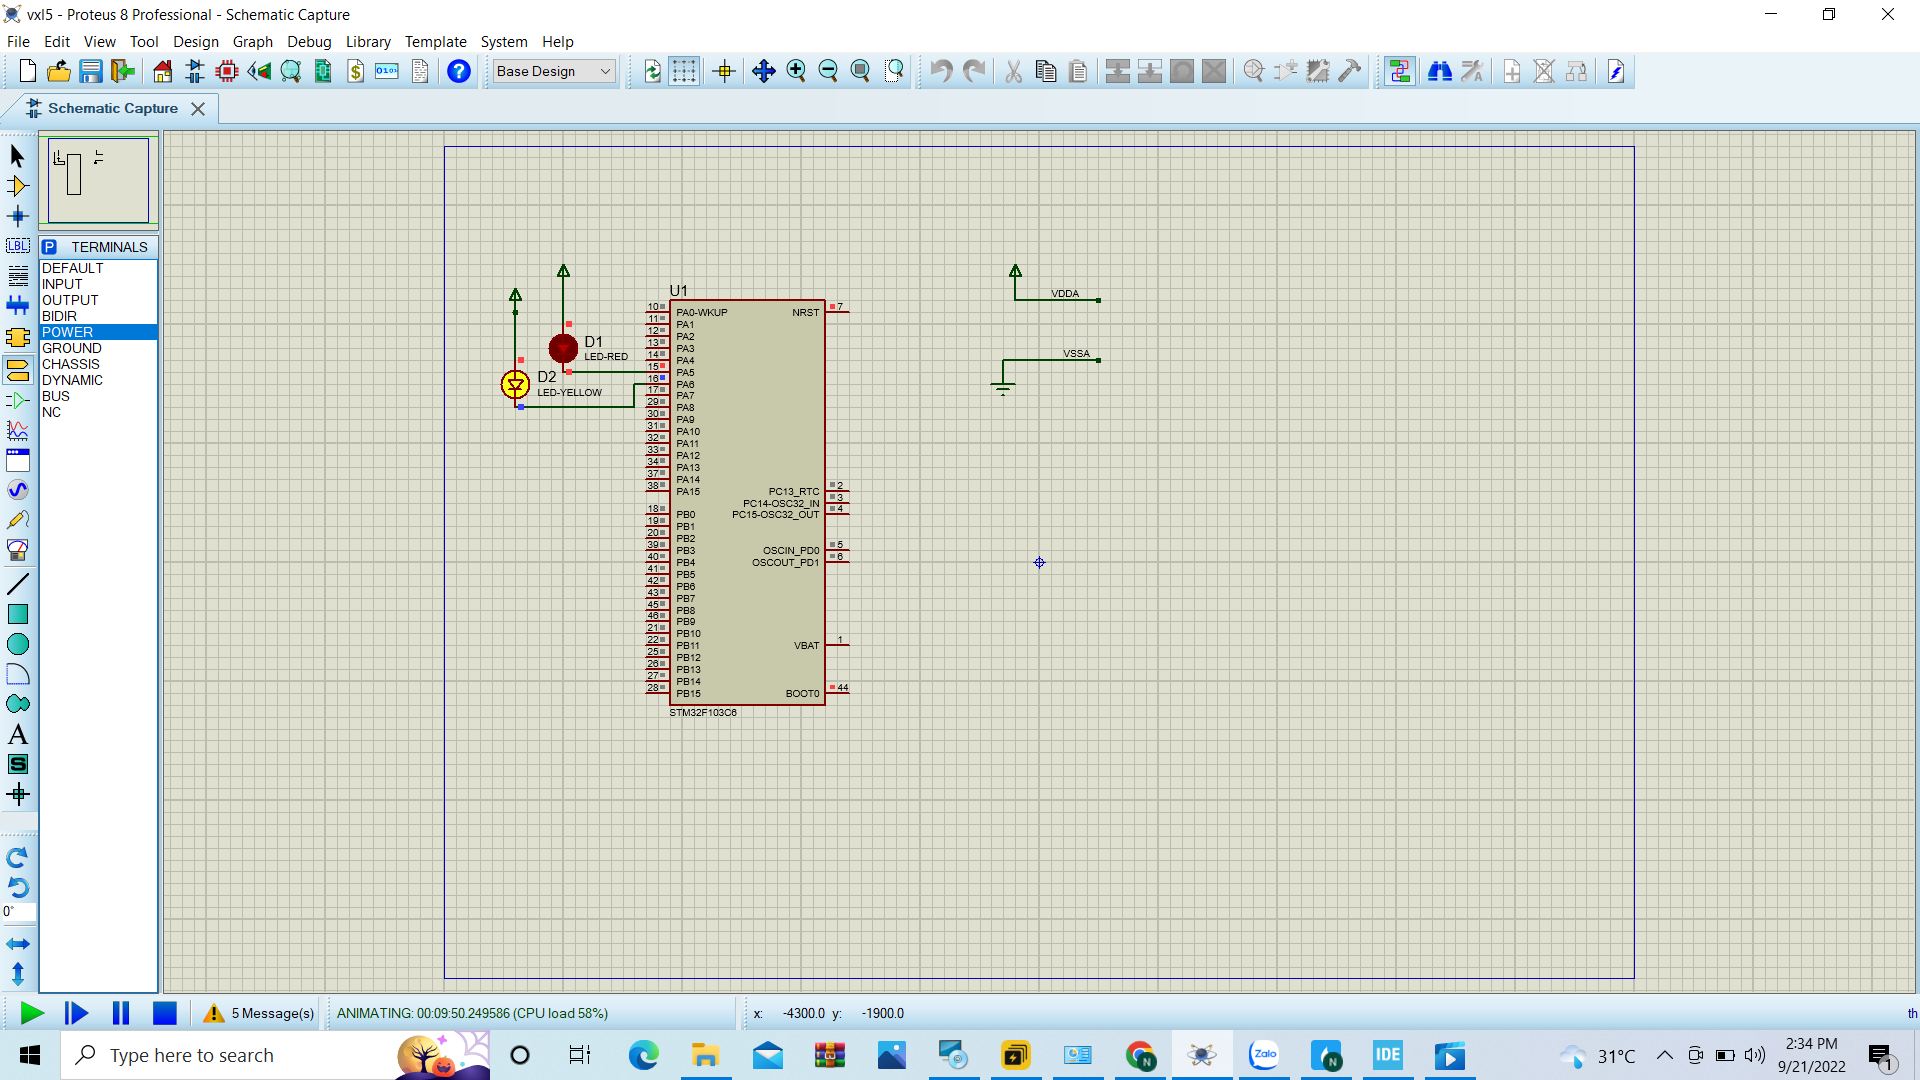 vxl5 - Proteus 8 Professional - Schematic Capture
File Edit View Tool Design Graph Debug Library Template System Help
Base Design
Schematic Capture
P TERMINALS
DEFAULT
INPUT
OUTPUT
BIDIR
POWER
GROUND
CHASSIS
DYNAMIC
BUS
NC
LBL
A
S
0°
U1
10 PA0-WKUP
11 PA1
12 PA2
13 PA3
14 PA4
15 PA5
16 PA6
17 PA7
29 PA8
30 PA9
31 PA10
32 PA11
33 PA12
34 PA13
37 PA14
38 PA15
18 PB0
19 PB1
20 PB2
39 PB3
40 PB4
41 PB5
42 PB6
43 PB7
45 PB8
46 PB9
21 PB10
22 PB11
25 PB12
26 PB13
27 PB14
28 PB15
NRST 7
PC13_RTC 2
PC14-OSC32_IN 3
PC15-OSC32_OUT 4
OSCIN_PD0 5
OSCOUT_PD1 6
VBAT 1
BOOT0 44
STM32F103C6
D1
LED-RED
D2
LED-YELLOW
VDDA
VSSA
5 Message(s)
ANIMATING: 00:09:50.249586 (CPU load 58%)
x: -4300.0 y: -1900.0
th
Type here to search
Zalo
N
N
IDE
31°C
2:34 PM
9/21/2022
1